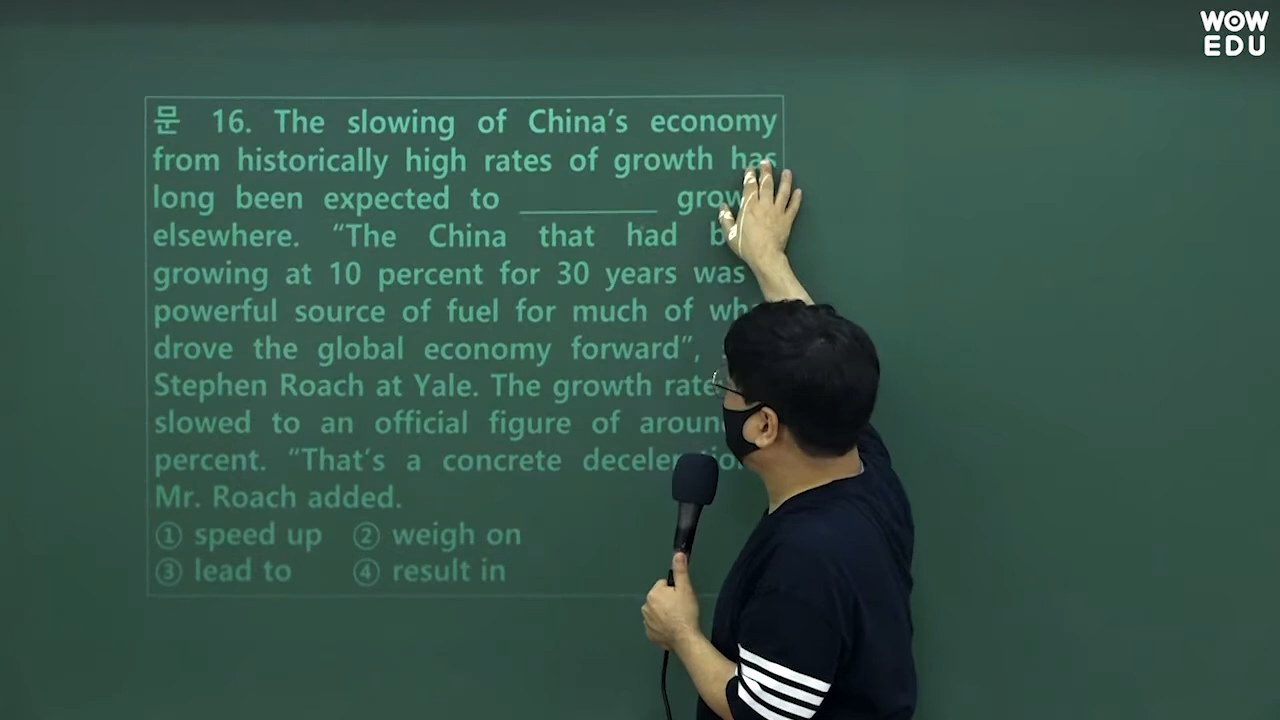 WOW
EDU
문 16. The slowing of China's economy
from historically high rates of growth has
long been expected to __________
elsewhere. "The China that had
growing at 10 percent for 30 years was
powerful source of fuel for much of
drove the global economy forward",
Stephen Roach at Yale. The growth rate
slowed to an official figure of
percent. "That's a concrete
Mr. Roach added.
① speed up ② weigh on
③ lead to ④ result in